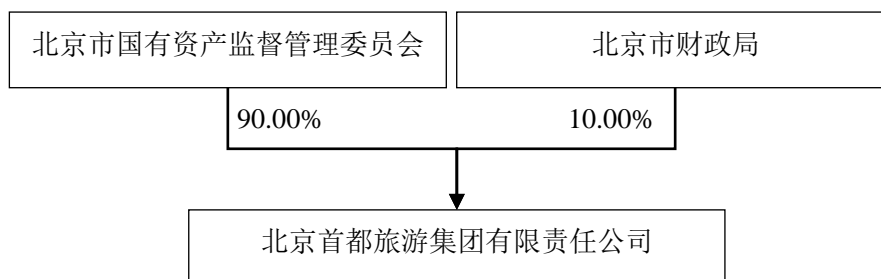 北京市国有资产监督管理委员会
北京市财政局
90.00%
10.00%
北京首都旅游集团有限责任公司